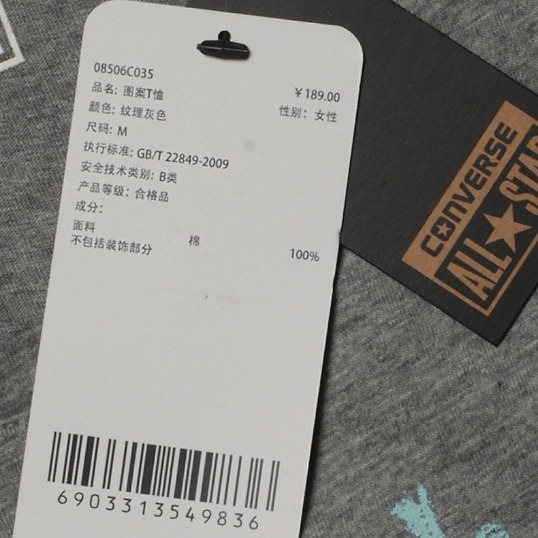 08506C035
品名: 图案T恤 ￥189.00
颜色: 纹理灰色 性别: 女性
尺码: M
执行标准: GB/T 22849-2009
安全技术类别: B类
产品等级: 合格品
成分:
面料 棉 100%
不包括装饰部分
6903313549836
CONVERSE
ALL★STAR